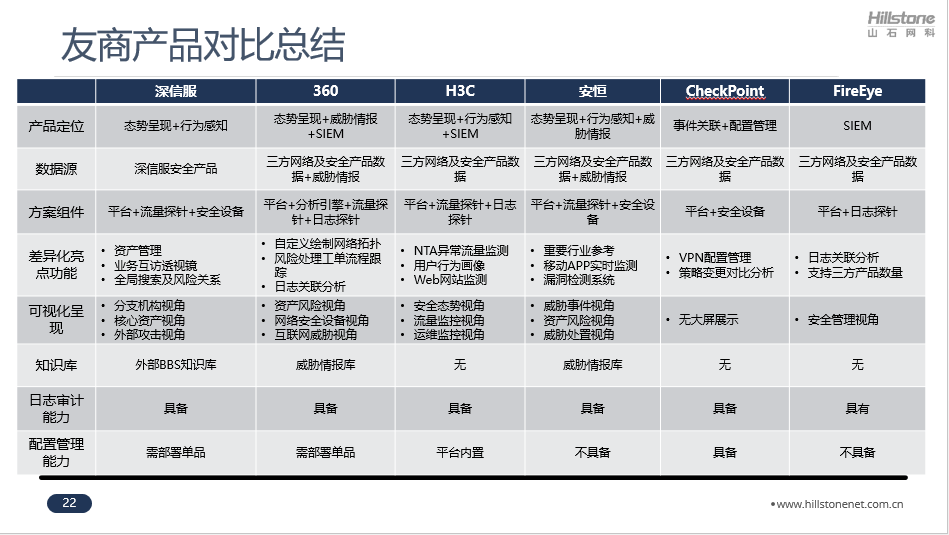 Hillstone
山石网科
友商产品对比总结
深信服 360 H3C 安恒 CheckPoint FireEye
产品定位 态势呈现+行为感知 态势呈现+威胁情报+SIEM 态势呈现+行为感知+SIEM 态势呈现+行为感知+威胁情报 事件关联+配置管理 SIEM
数据源 深信服安全产品 三方网络及安全产品数据+威胁情报 三方网络及安全产品数据 三方网络及安全产品数据+威胁情报 三方网络及安全产品数据 三方网络及安全产品数据
方案组件 平台+流量探针+安全设备 平台+分析引擎+流量探针+日志探针 平台+流量探针+日志探针 平台+流量探针+安全设备 平台+安全设备 平台+日志探针
差异化亮点功能
• 资产管理
• 业务互访透视镜
• 全局搜索及风险关系
• 自定义绘制网络拓扑
• 风险处理工单流程跟踪
• 日志关联分析
• NTA异常流量监测
• 用户行为画像
• Web网站监测
• 重要行业参考
• 移动APP实时监测
• 漏洞检测系统
• VPN配置管理
• 策略变更对比分析
• 日志关联分析
• 支持三方产品数量
可视化呈现
• 分支机构视角
• 核心资产视角
• 外部攻击视角
• 资产风险视角
• 网络安全设备视角
• 互联网威胁视角
• 安全态势视角
• 流量监控视角
• 运维监控视角
• 威胁事件视角
• 资产风险视角
• 威胁处置视角
• 无大屏展示
• 安全管理视角
知识库 外部BBS知识库 威胁情报库 无 威胁情报库 无 无
日志审计能力 具备 具备 具备 具备 具备 具有
配置管理能力 需部署单品 需部署单品 平台内置 不具备 具备 不具备
22
•www.hillstonenet.com.cn